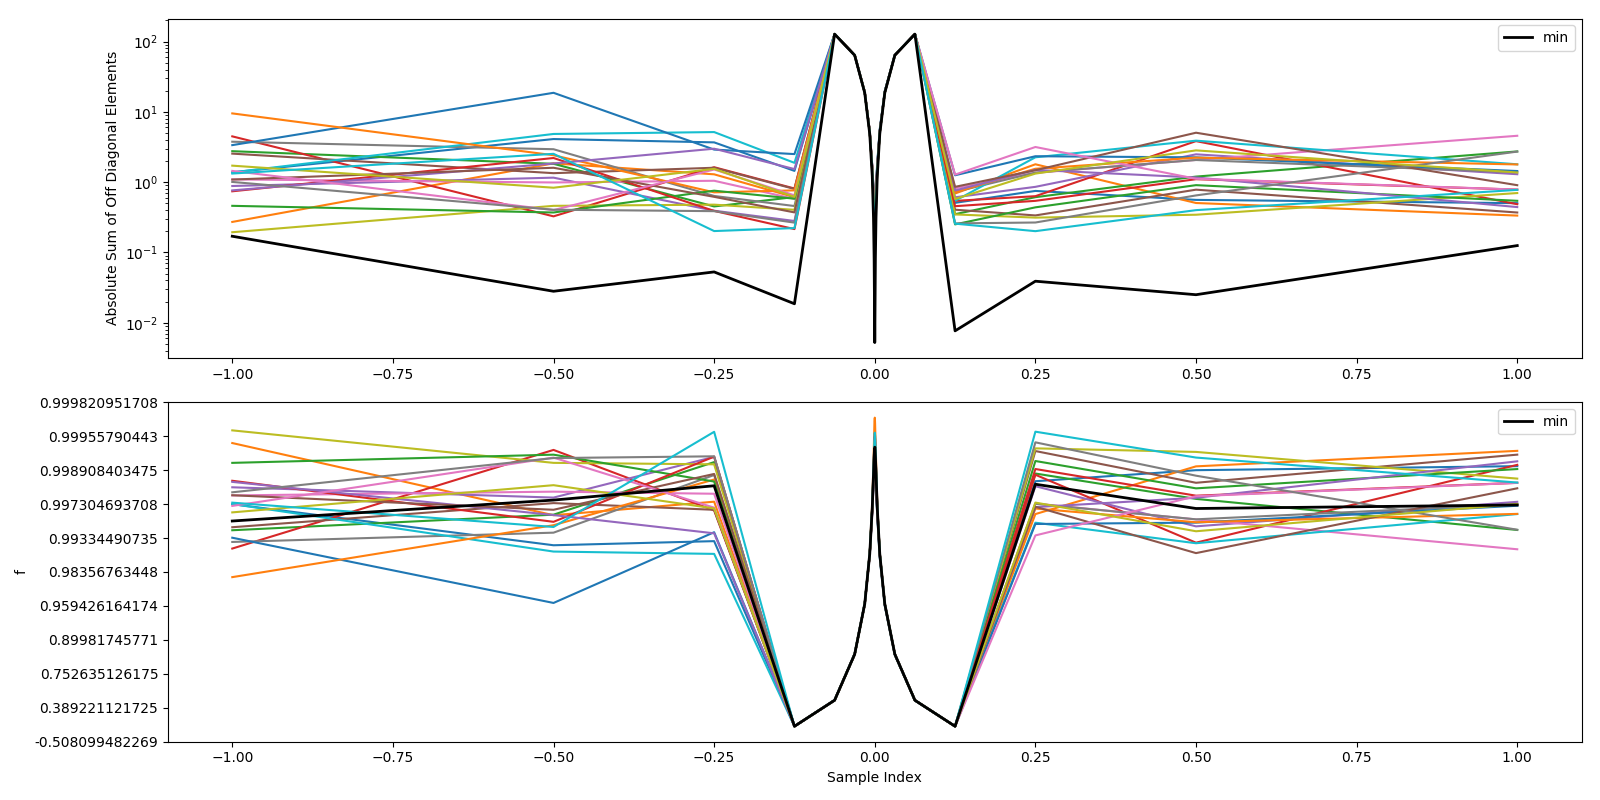 Absolute Sum of Off Diagonal Elements
10²
10¹
10⁰
10⁻¹
10⁻²
min
−1.00 −0.75 −0.50 −0.25 0.00 0.25 0.50 0.75 1.00
f
0.999820951708
0.99955790443
0.998908403475
0.997304693708
0.99334490735
0.98356763448
0.959426164174
0.89981745771
0.752635126175
0.389221121725
-0.508099482269
min
−1.00 −0.75 −0.50 −0.25 0.00 0.25 0.50 0.75 1.00
Sample Index